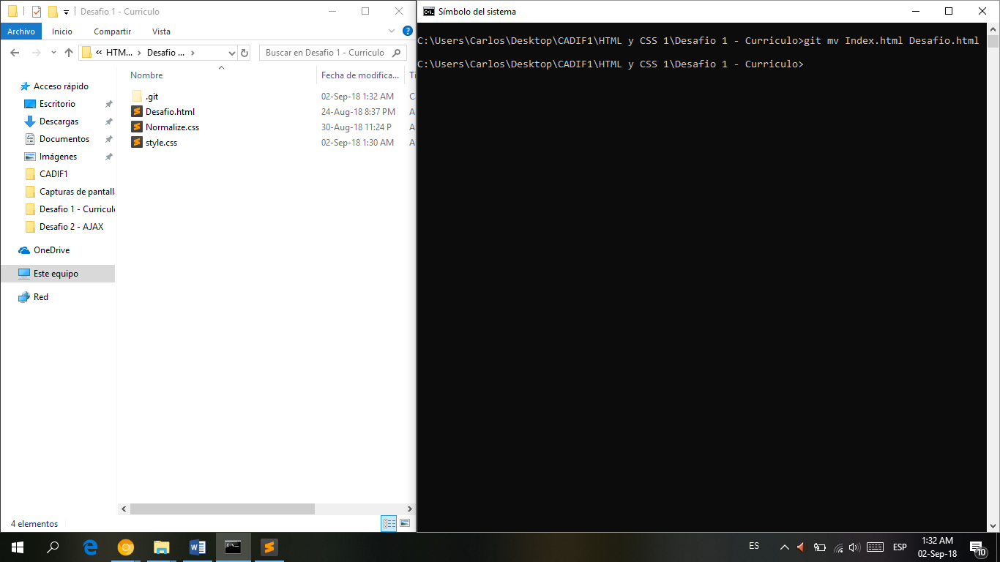 Desafio 1 - Curriculo
Archivo Inicio Compartir Vista
« HTM... > Desafio ... >
Buscar en Desafio 1 - Curriculo
Nombre Fecha de modifica... Ti
Acceso rápido
Escritorio
Descargas
Documentos
Imágenes
CADIF1
Capturas de pantall
Desafio 1 - Curriculo
Desafio 2 - AJAX
OneDrive
Este equipo
Red
.git 02-Sep-18 1:32 AM C
Desafio.html 24-Aug-18 8:37 PM A
Normalize.css 30-Aug-18 11:24 P A
style.css 02-Sep-18 1:30 AM A
4 elementos
Símbolo del sistema
C:\Users\Carlos\Desktop\CADIF1\HTML y CSS 1\Desafio 1 - Curriculo>git mv Index.html Desafio.html
C:\Users\Carlos\Desktop\CADIF1\HTML y CSS 1\Desafio 1 - Curriculo>
ES
ESP
1:32 AM
02-Sep-18
10